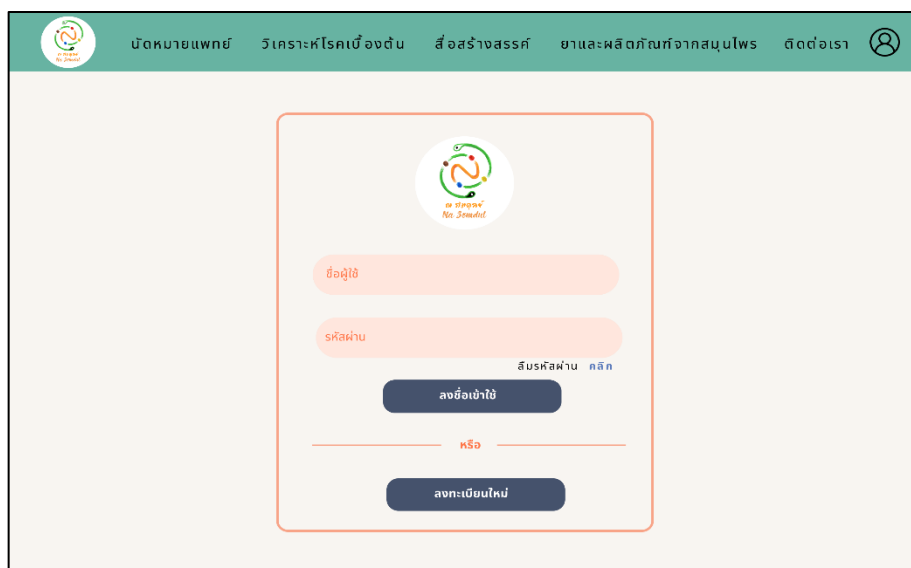 นัดหมายแพทย์ วิเคราะห์โรคเบื้องต้น สื่อสร้างสรรค์ ยาและผลิตภัณฑ์จากสมุนไพร ติดต่อเรา
ชื่อผู้ใช้
รหัสผ่าน
ลืมรหัสผ่าน คลิก
ลงชื่อเข้าใช้
หรือ
ลงทะเบียนใหม่